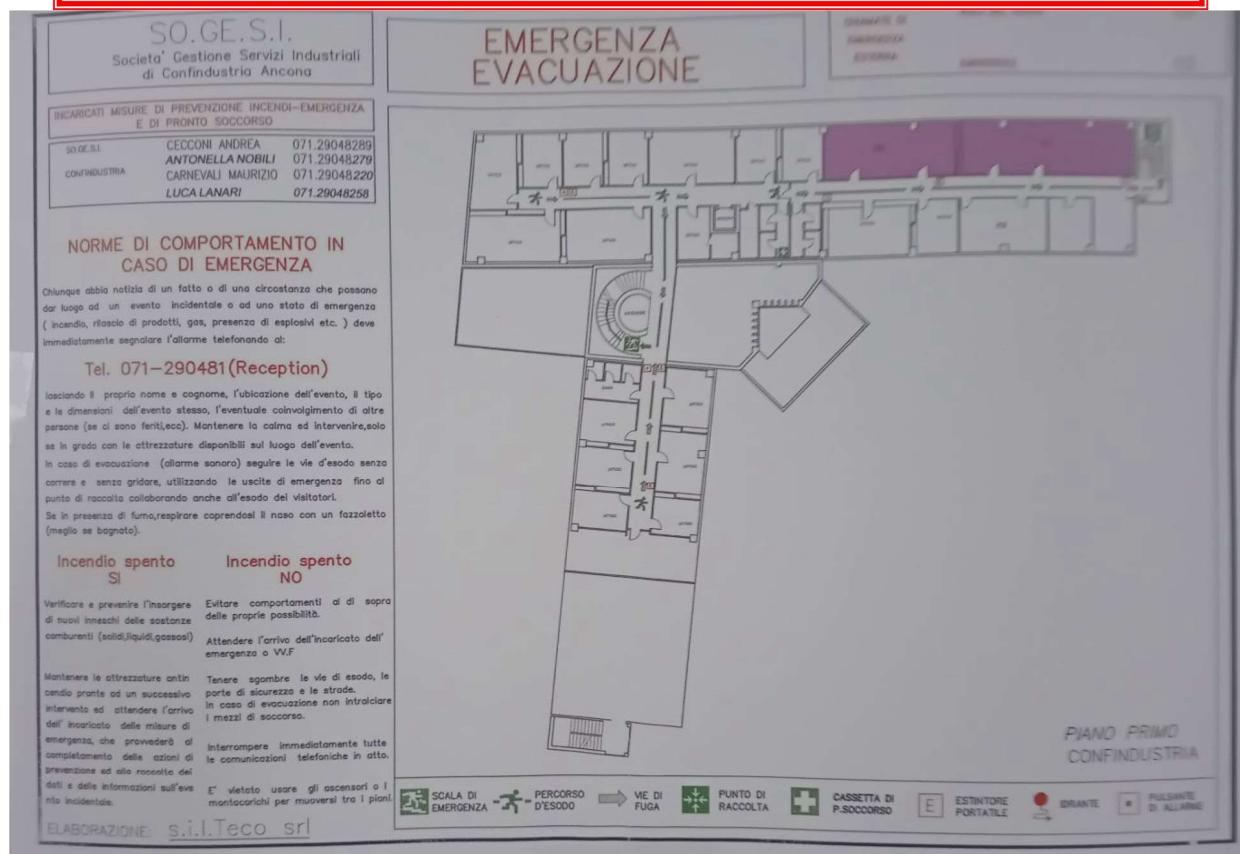 SO.GE.S.I.
Societa' Gestione Servizi Industriali
di Confindustria Ancona
EMERGENZA
EVACUAZIONE
CHIAMATE DI
EMERGENZA
ESTERNA
INCARICATI MISURE DI PREVENZIONE INCENDI-EMERGENZA
E DI PRONTO SOCCORSO
SO.GE.S.I. CECCONI ANDREA 071.29048289
ANTONELLA NOBILI 071.29048279
CONFINDUSTRIA CARNEVALI MAURIZIO 071.29048220
LUCA LANARI 071.29048258
NORME DI COMPORTAMENTO IN
CASO DI EMERGENZA
Chiunque abbia notizia di un fatto o di una circostanza che possano
dar luogo ad un evento incidentale o ad uno stato di emergenza
( incendio, rilascio di prodotti, gas, presenza di esplosivi etc. ) deve
immediatamente segnalare l'allarme telefonando al:
Tel. 071-290481(Reception)
lasciando il proprio nome e cognome, l'ubicazione dell'evento, il tipo
e le dimensioni dell'evento stesso, l'eventuale coinvolgimento di altre
persone (se ci sono feriti,ecc). Mantenere la calma ed intervenire,solo
se in grado con le attrezzature disponibili sul luogo dell'evento.
In caso di evacuazione (allarme sonoro) seguire le vie d'esodo senza
correre e senza gridare, utilizzando le uscite di emergenza fino al
punto di raccolta collaborando anche all'esodo dei visitatori.
Se in presenza di fumo,respirare coprendosi il naso con un fazzoletto
(meglio se bagnato).
Incendio spento
SI
Verificare e prevenire l'insorgere
di nuovi inneschi delle sostanze
comburenti (solidi,liquidi,gassosi)
Mantenere le attrezzature antin
cendio pronte ad un successivo
intervento ed attendere l'arrivo
dell' incaricato delle misure di
emergenza, che provvederà al
completamento delle azioni di
prevenzione ed alla raccolta dei
dati e delle informazioni sull'eve
nto incidentale.
Incendio spento
NO
Evitare comportamenti al di sopra
delle proprie possibilità.
Attendere l'arrivo dell'incaricato dell'
emergenza o VV.F
Tenere sgombre le vie di esodo, le
porte di sicurezza e le strade.
In caso di evacuazione non intralciare
i mezzi di soccorso.
Interrompere immediatamente tutte
le comunicazioni telefoniche in atto.
E' vietato usare gli ascensori o i
montacarichi per muoversi tra i piani.
ELABORAZIONE: s.i.l.Teco srl
PIANO PRIMO
CONFINDUSTRIA
SCALA DI
EMERGENZA
PERCORSO
D'ESODO
VIE DI
FUGA
PUNTO DI
RACCOLTA
CASSETTA DI
P.SOCCORSO
E
ESTINTORE
PORTATILE
IDRANTE
PULSANTE
DI ALLARME